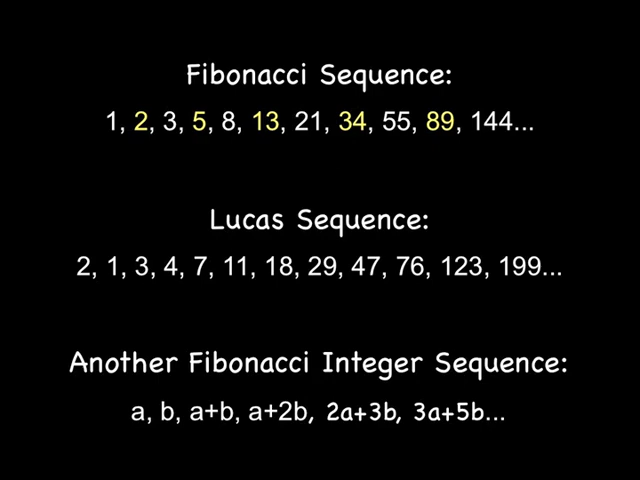 Fibonacci Sequence:
1, 2, 3, 5, 8, 13, 21, 34, 55, 89, 144...
Lucas Sequence:
2, 1, 3, 4, 7, 11, 18, 29, 47, 76, 123, 199...
Another Fibonacci Integer Sequence:
a, b, a+b, a+2b, 2a+3b, 3a+5b...